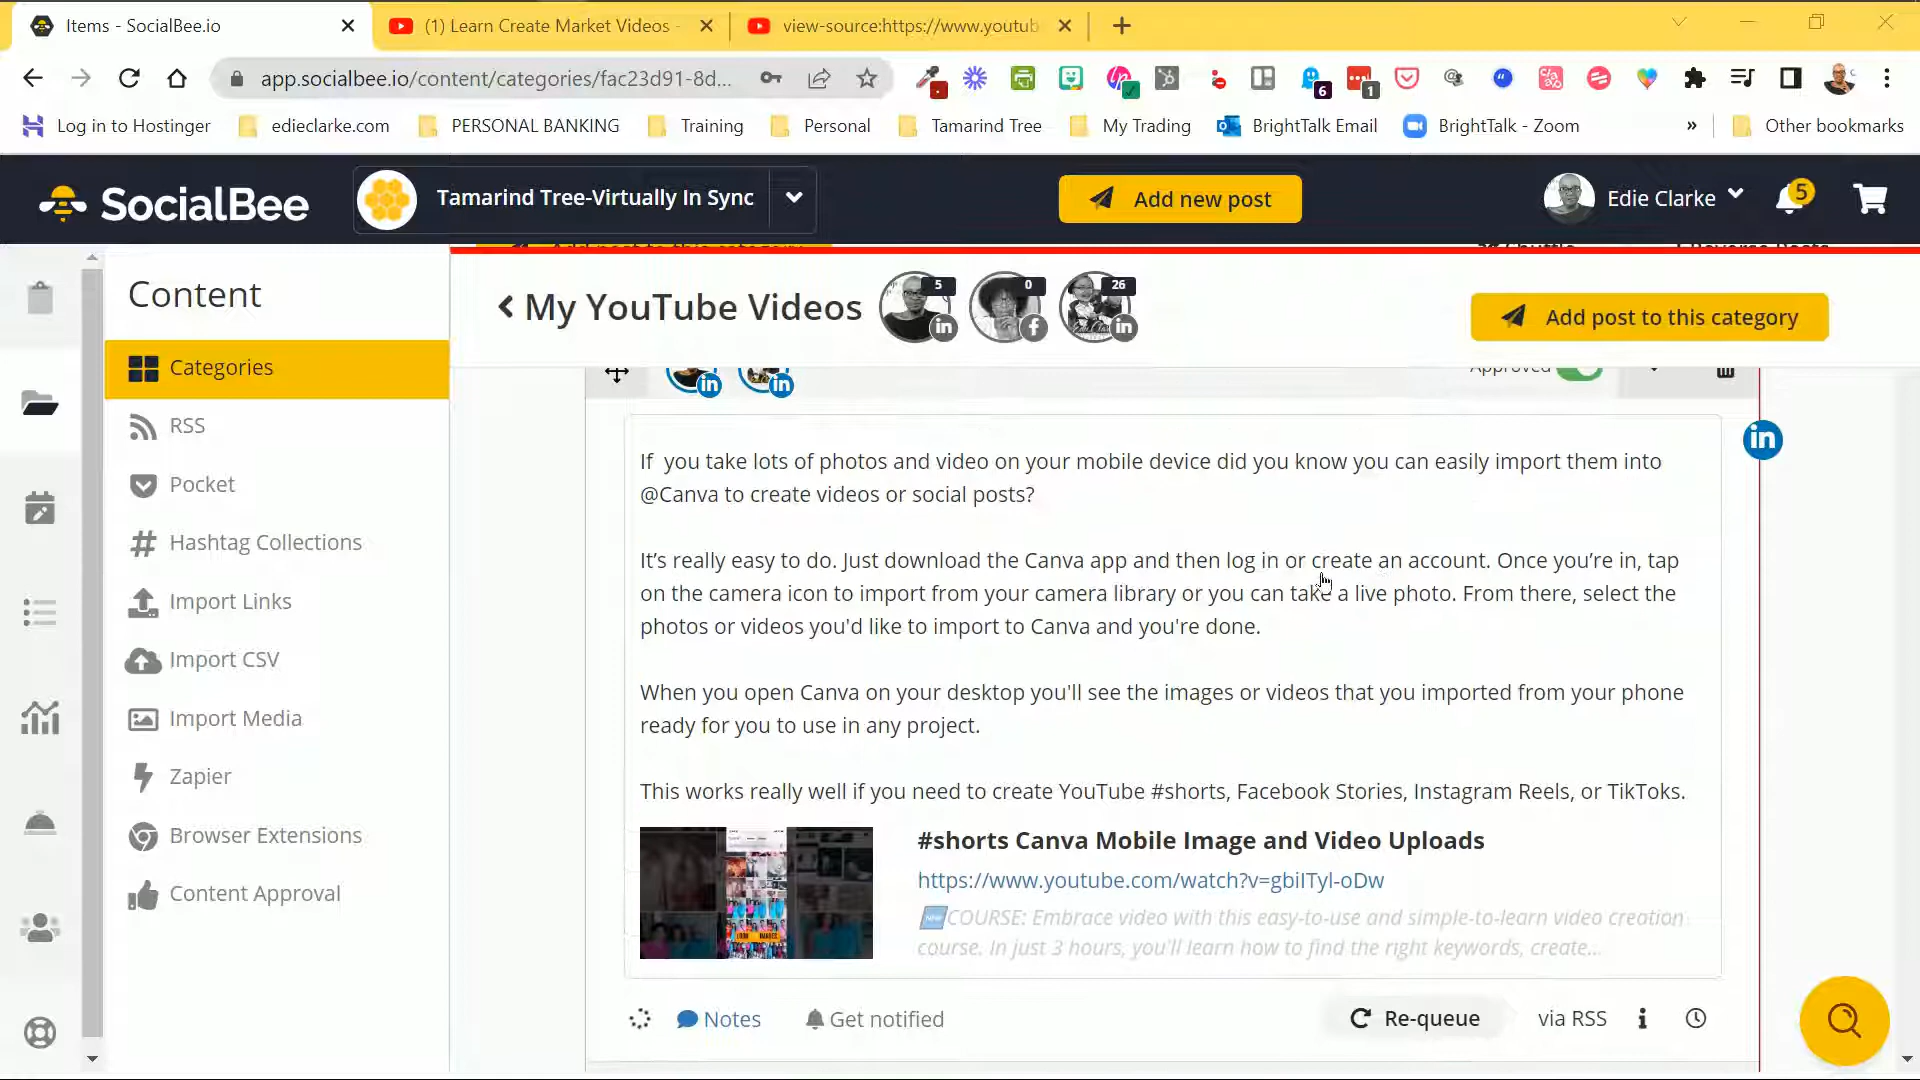 Items - SocialBee.io
(1) Learn Create Market Videos -
view-source:https://www.youtub
app.socialbee.io/content/categories/fac23d91-8d...
6
1
Log in to Hostinger
edieclarke.com
PERSONAL BANKING
Training
Personal
Tamarind Tree
My Trading
BrightTalk Email
BrightTalk - Zoom
»
Other bookmarks
SocialBee
Tamarind Tree-Virtually In Sync
Add new post
Edie Clarke
5
Content
My YouTube Videos
5
0
26
Add post to this category
Categories
RSS
Pocket
Hashtag Collections
Import Links
Import CSV
Import Media
Zapier
Browser Extensions
Content Approval
Approved
If  you take lots of photos and video on your mobile device did you know you can easily import them into
@Canva to create videos or social posts?
It’s really easy to do. Just download the Canva app and then log in or create an account. Once you’re in, tap
on the camera icon to import from your camera library or you can take a live photo. From there, select the
photos or videos you'd like to import to Canva and you're done.
When you open Canva on your desktop you'll see the images or videos that you imported from your phone
ready for you to use in any project.
This works really well if you need to create YouTube #shorts, Facebook Stories, Instagram Reels, or TikToks.
#shorts Canva Mobile Image and Video Uploads
COURSE: Embrace video with this easy-to-use and simple-to-learn video creation
course. In just 3 hours, you'll learn how to find the right keywords, create...
Notes
Get notified
Re-queue
via RSS